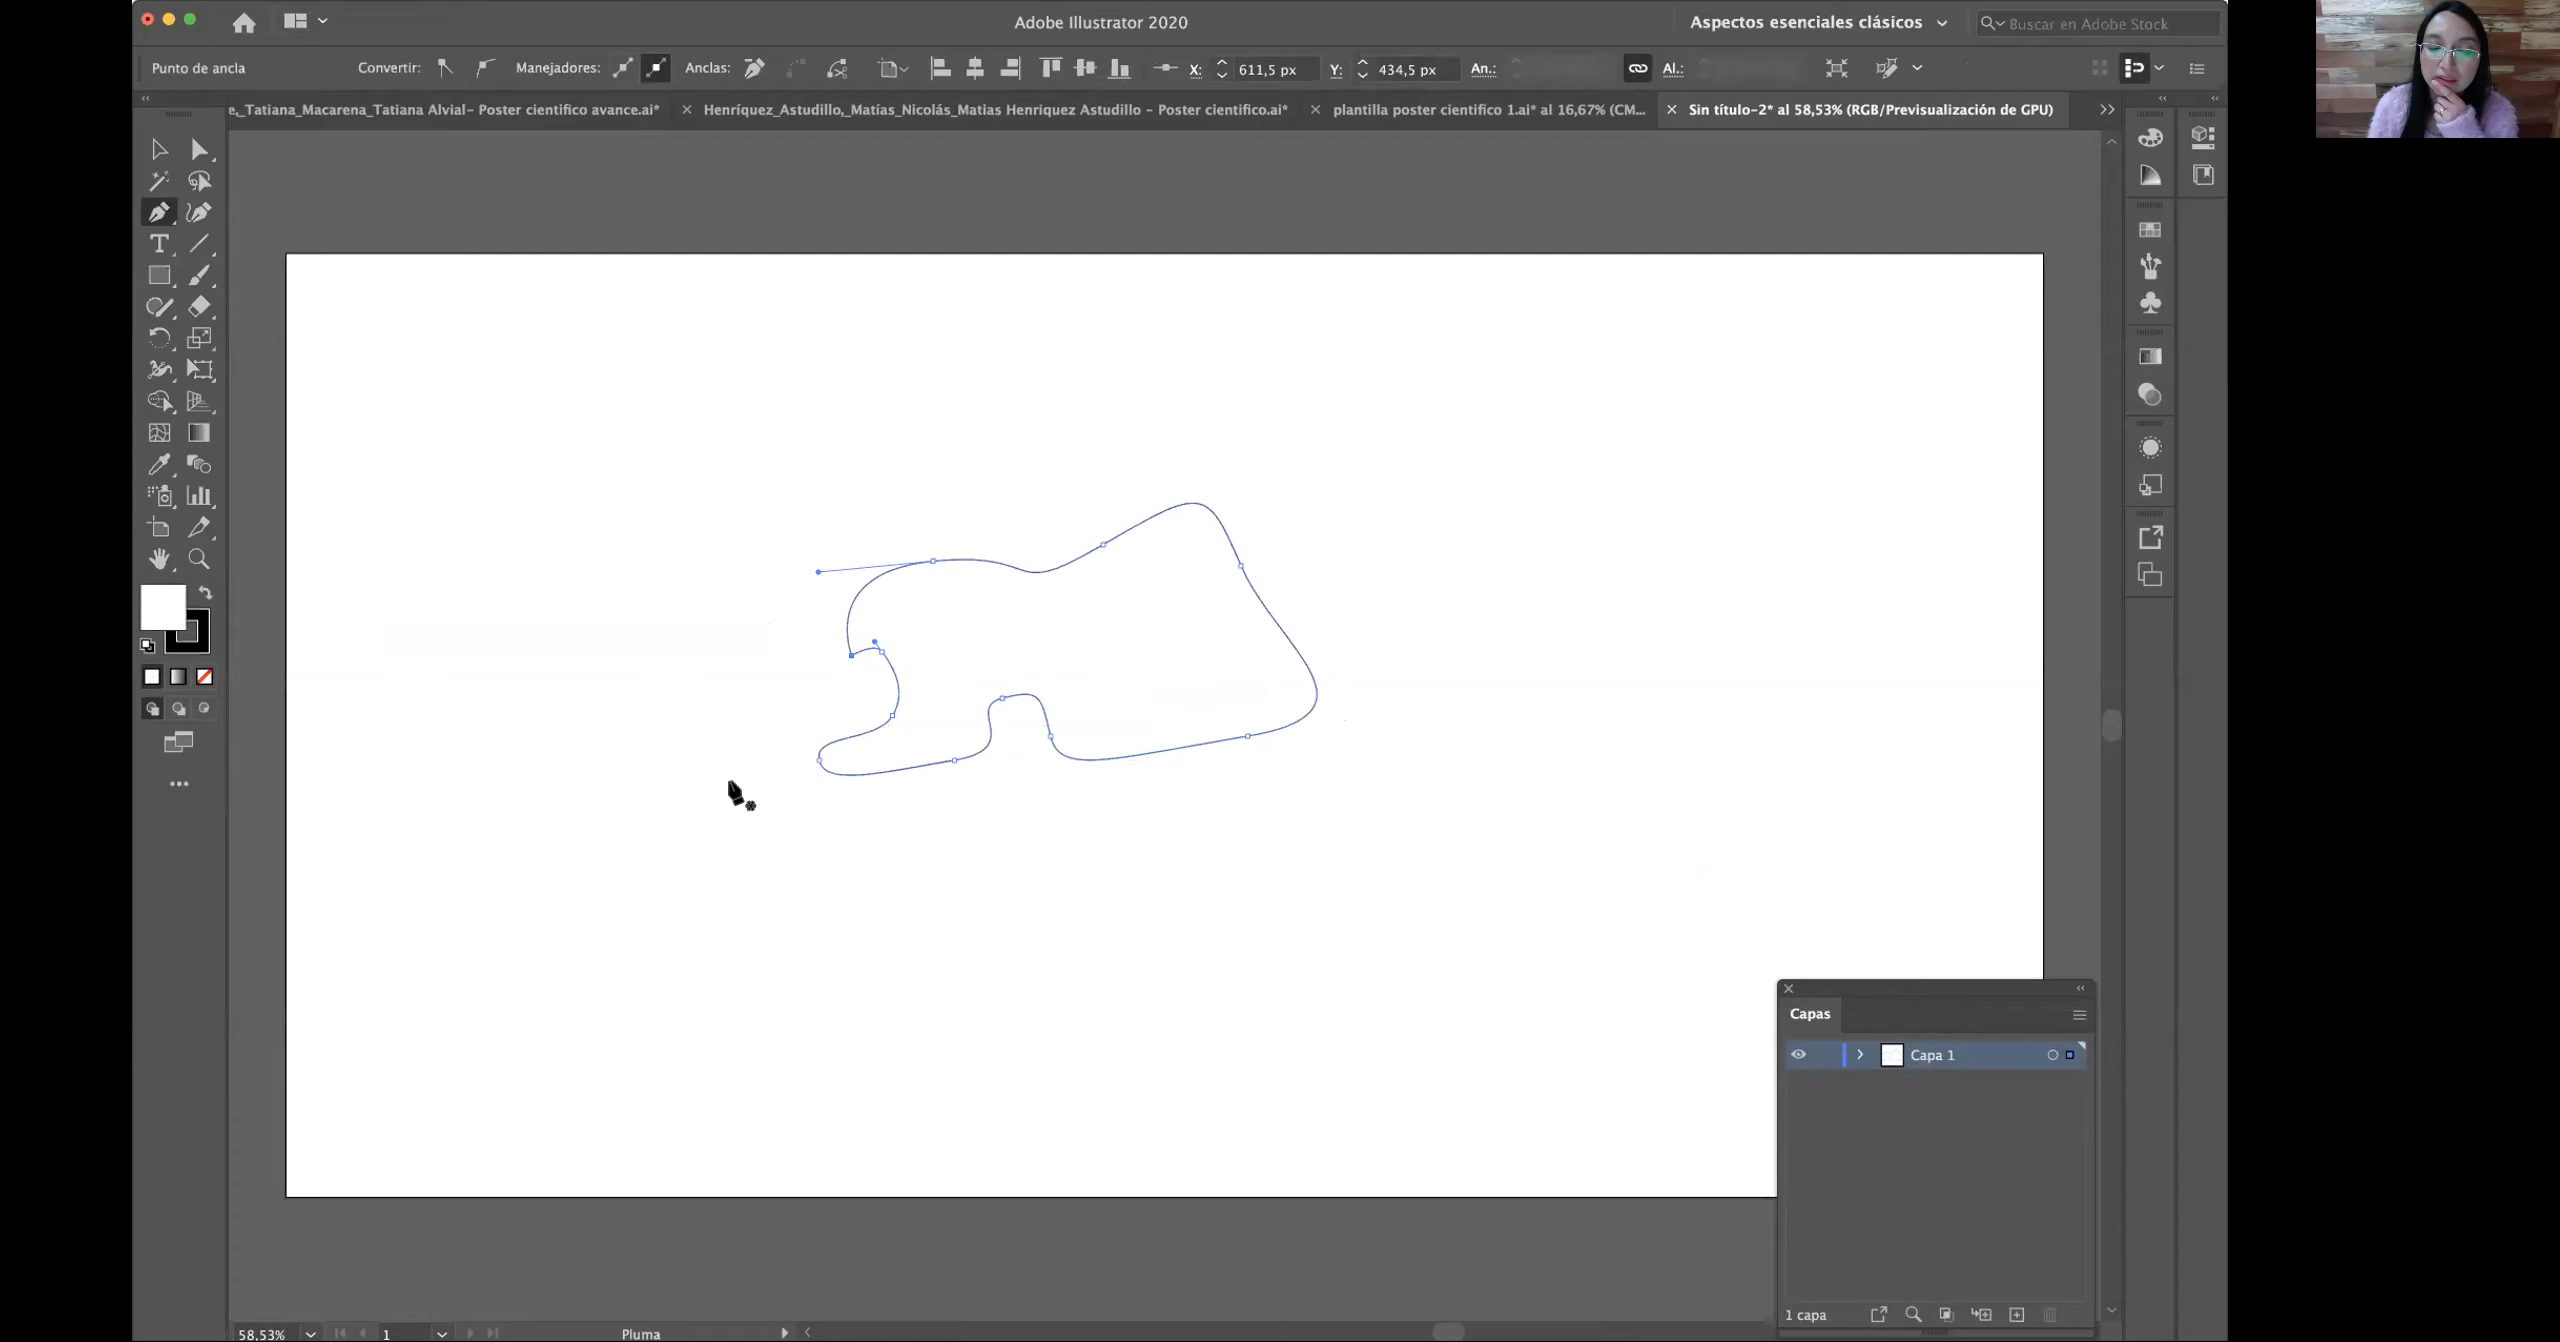 Adobe Illustrator 2020
Aspectos esenciales clásicos
Buscar en Adobe Stock
Punto de ancla
Convertir:
Manejadores:
Anclas:
X:
611,5 px
Y:
434,5 px
An.:
Al.:
e,_Tatiana_Macarena_Tatiana Alvial- Poster cientifico avance.ai*
Henríquez_Astudillo,_Matías_Nicolás_Matias Henriquez Astudillo - Poster cientifico.ai*
plantilla poster cientifico 1.ai* al 16,67% (CM...
Sin título-2* al 58,53% (RGB/Previsualización de GPU)
Capas
Capa 1
1 capa
58,53%
1
Pluma